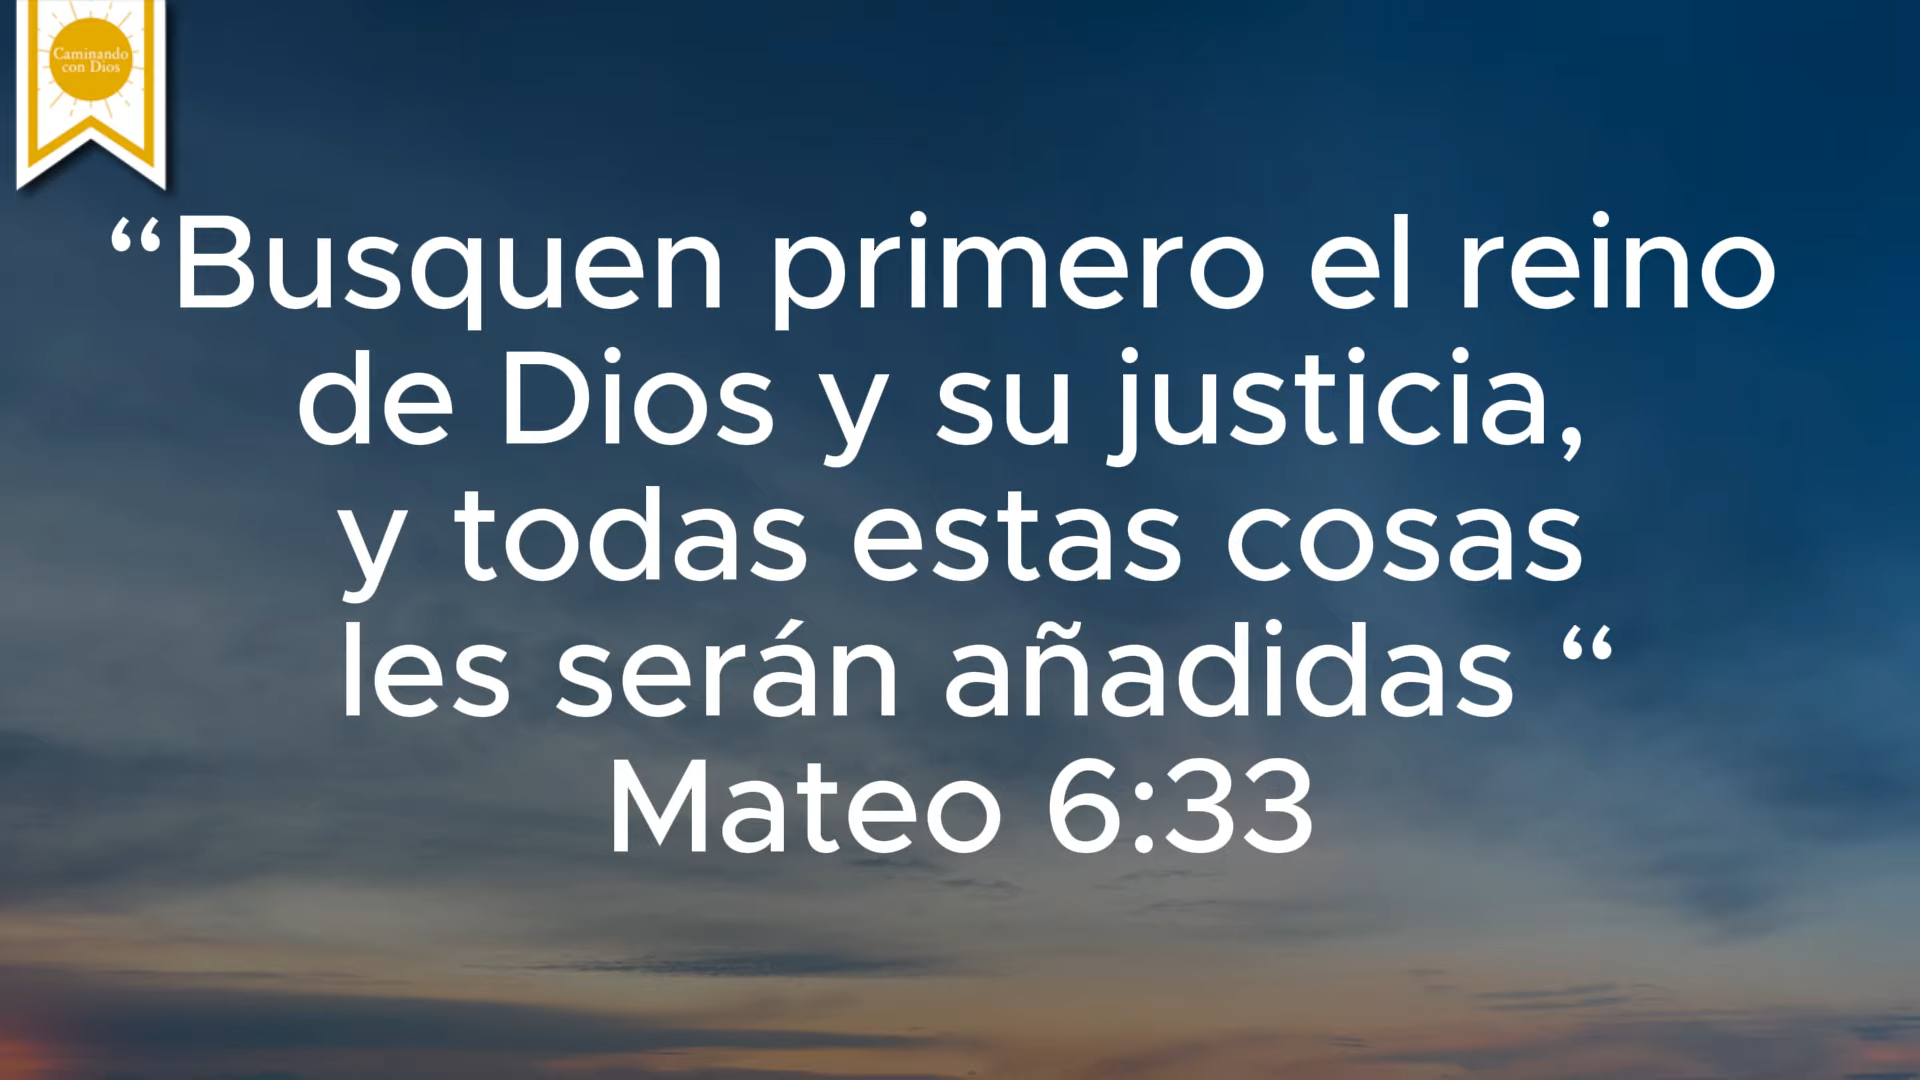 Caminando
con Dios
“Busquen primero el reino
de Dios y su justicia,
y todas estas cosas
les serán añadidas “
Mateo 6:33